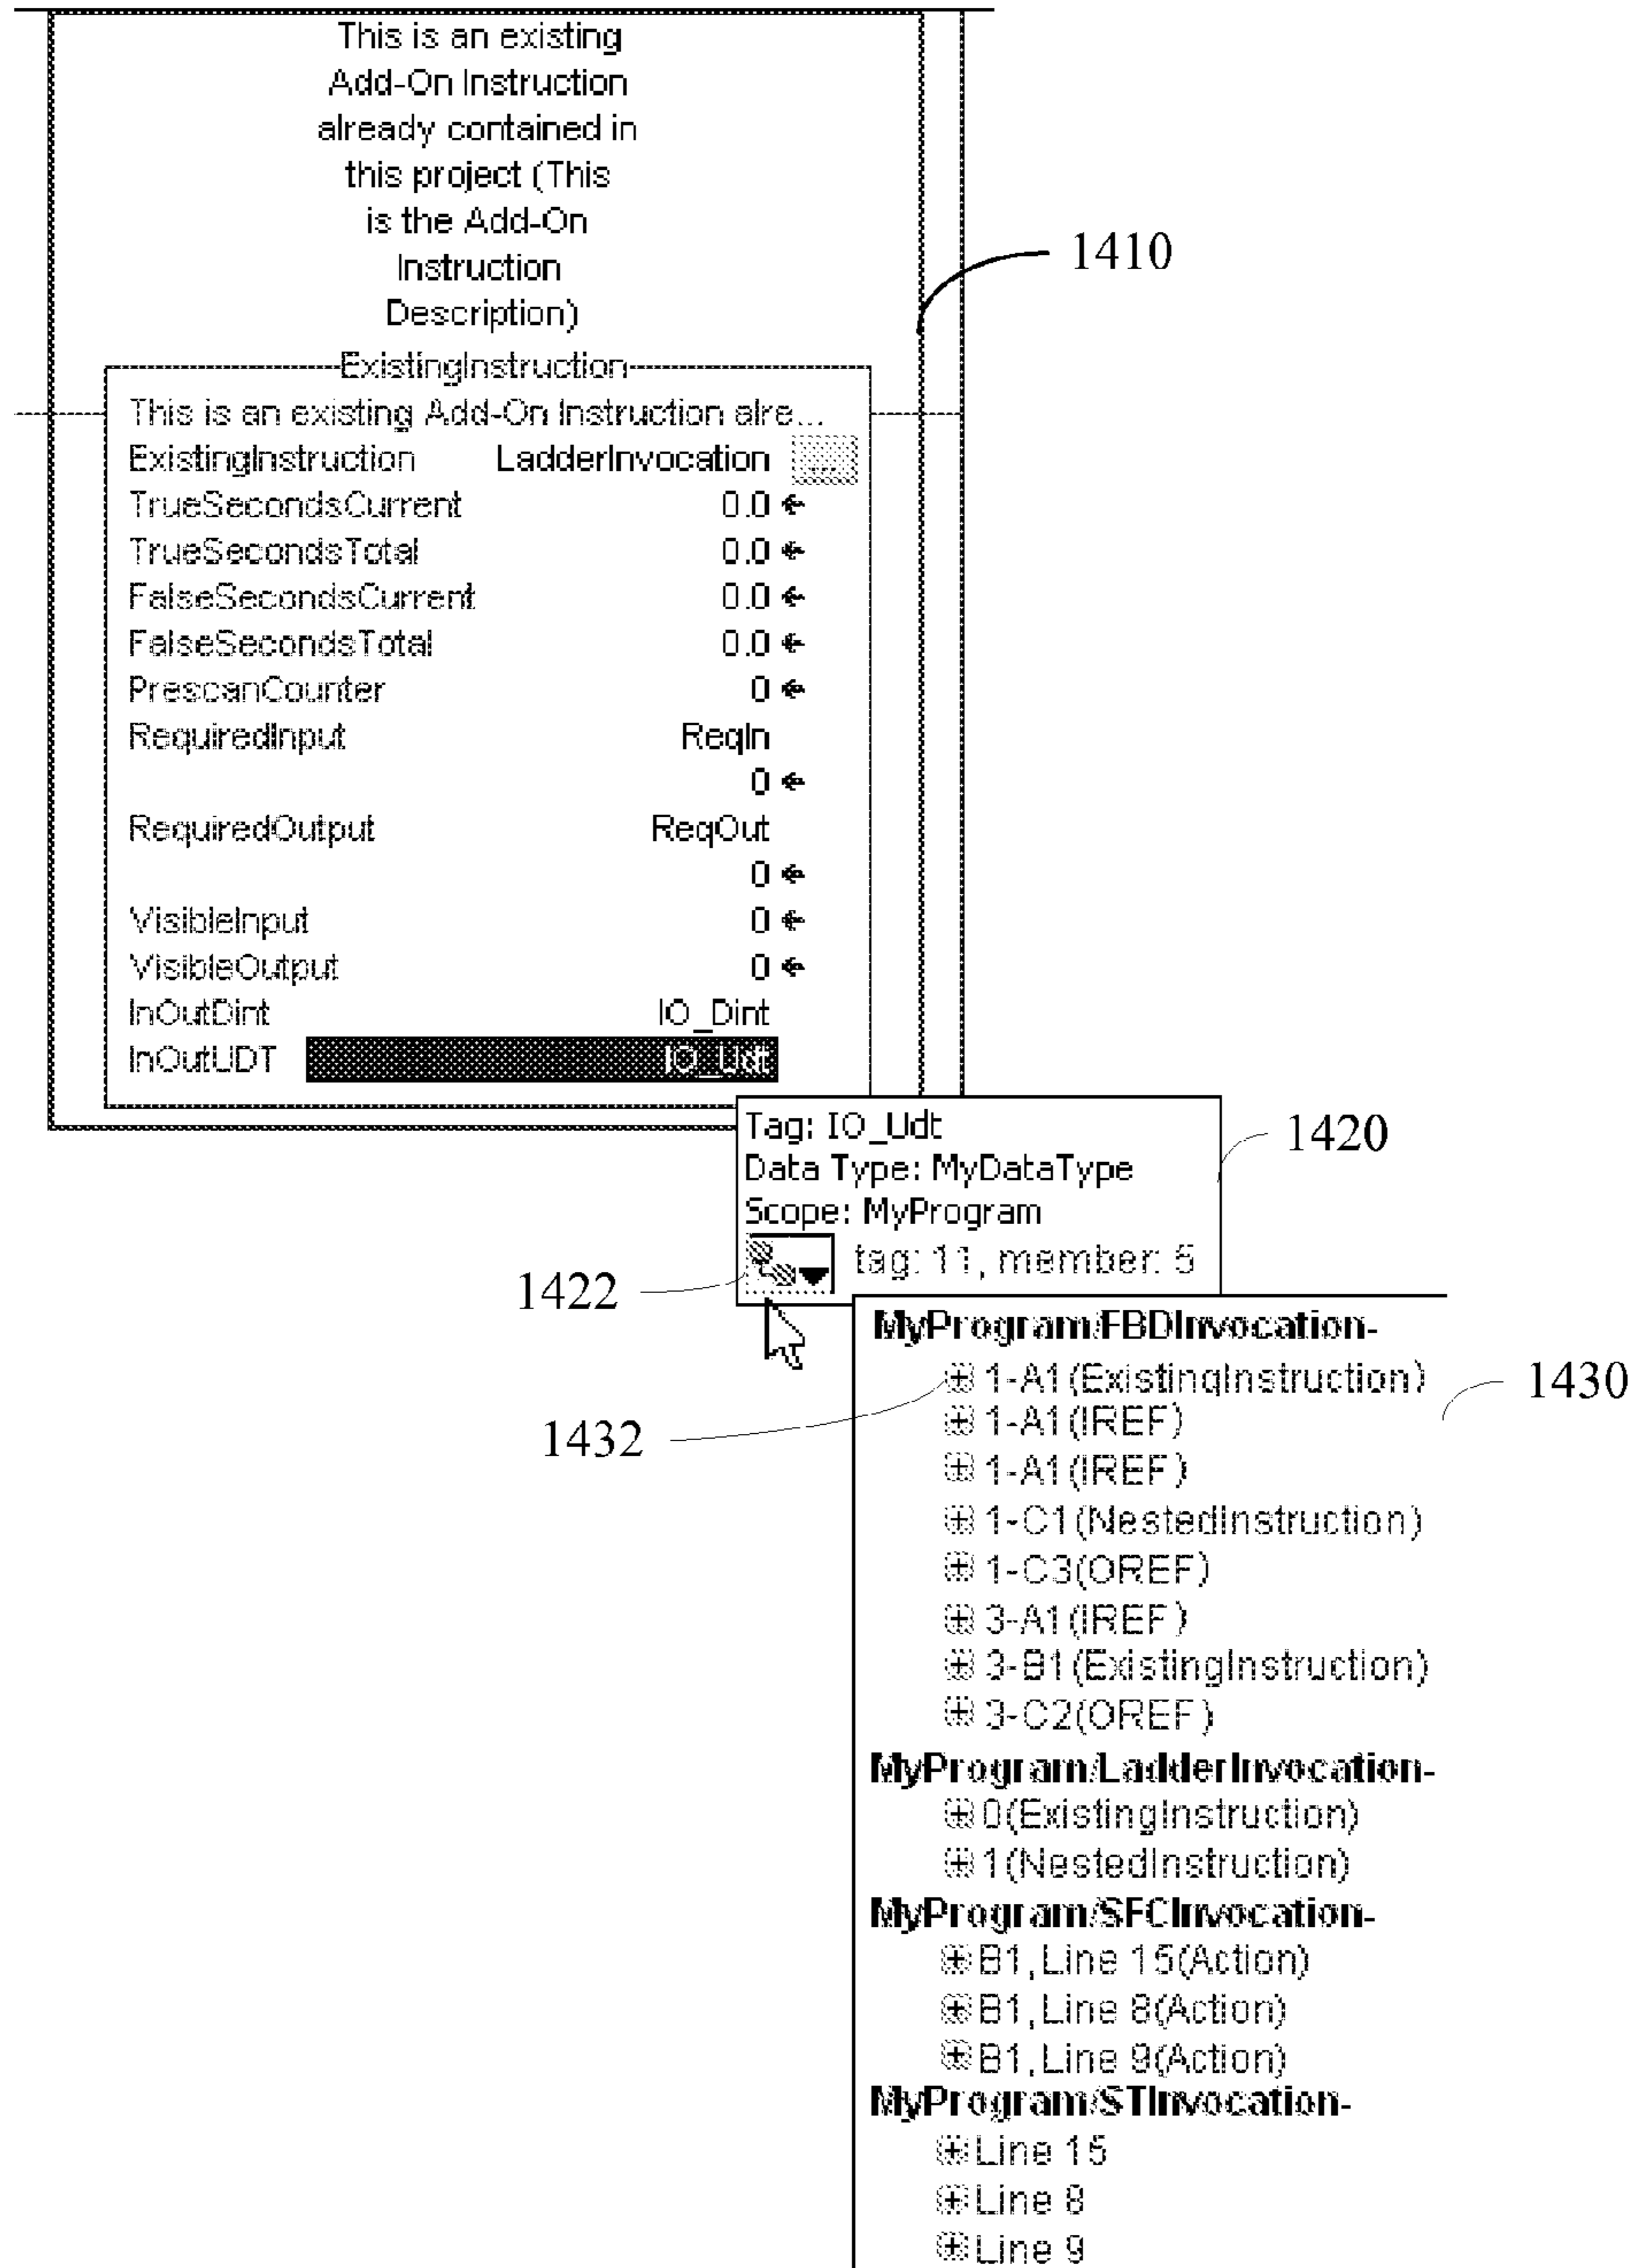 This is an existing
Add-On Instruction
already contained in
this project (This
is the Add-On
Instruction
Description)
1410
ExistingInstruction
This is an existing Add-On Instruction alre...
ExistingInstruction LadderInvocation ...
TrueSecondsCurrent 0.0
TrueSecondsTotal 0.0
FalseSecondsCurrent 0.0
FalseSecondsTotal 0.0
PrescanCounter 0
RequiredInput ReqIn
0
RequiredOutput ReqOut
0
VisibleInput 0
VisibleOutput 0
InOutDint IO_Dint
InOutUDT IO_Udt
Tag: IO_Udt
Data Type: MyDataType
Scope: MyProgram
tag: 11, member: 5
1420
1422
MyProgram/FBDInvocation-
1-A1(ExistingInstruction)
1-A1(IREF)
1-A1(IREF)
1-C1(NestedInstruction)
1-C3(OREF)
3-A1(IREF)
3-B1(ExistingInstruction)
3-C2(OREF)
1430
1432
MyProgram/LadderInvocation-
0(ExistingInstruction)
1(NestedInstruction)
MyProgram/SFCInvocation-
B1,Line 15(Action)
B1,Line 8(Action)
B1,Line 9(Action)
MyProgram/STInvocation-
Line 15
Line 8
Line 9